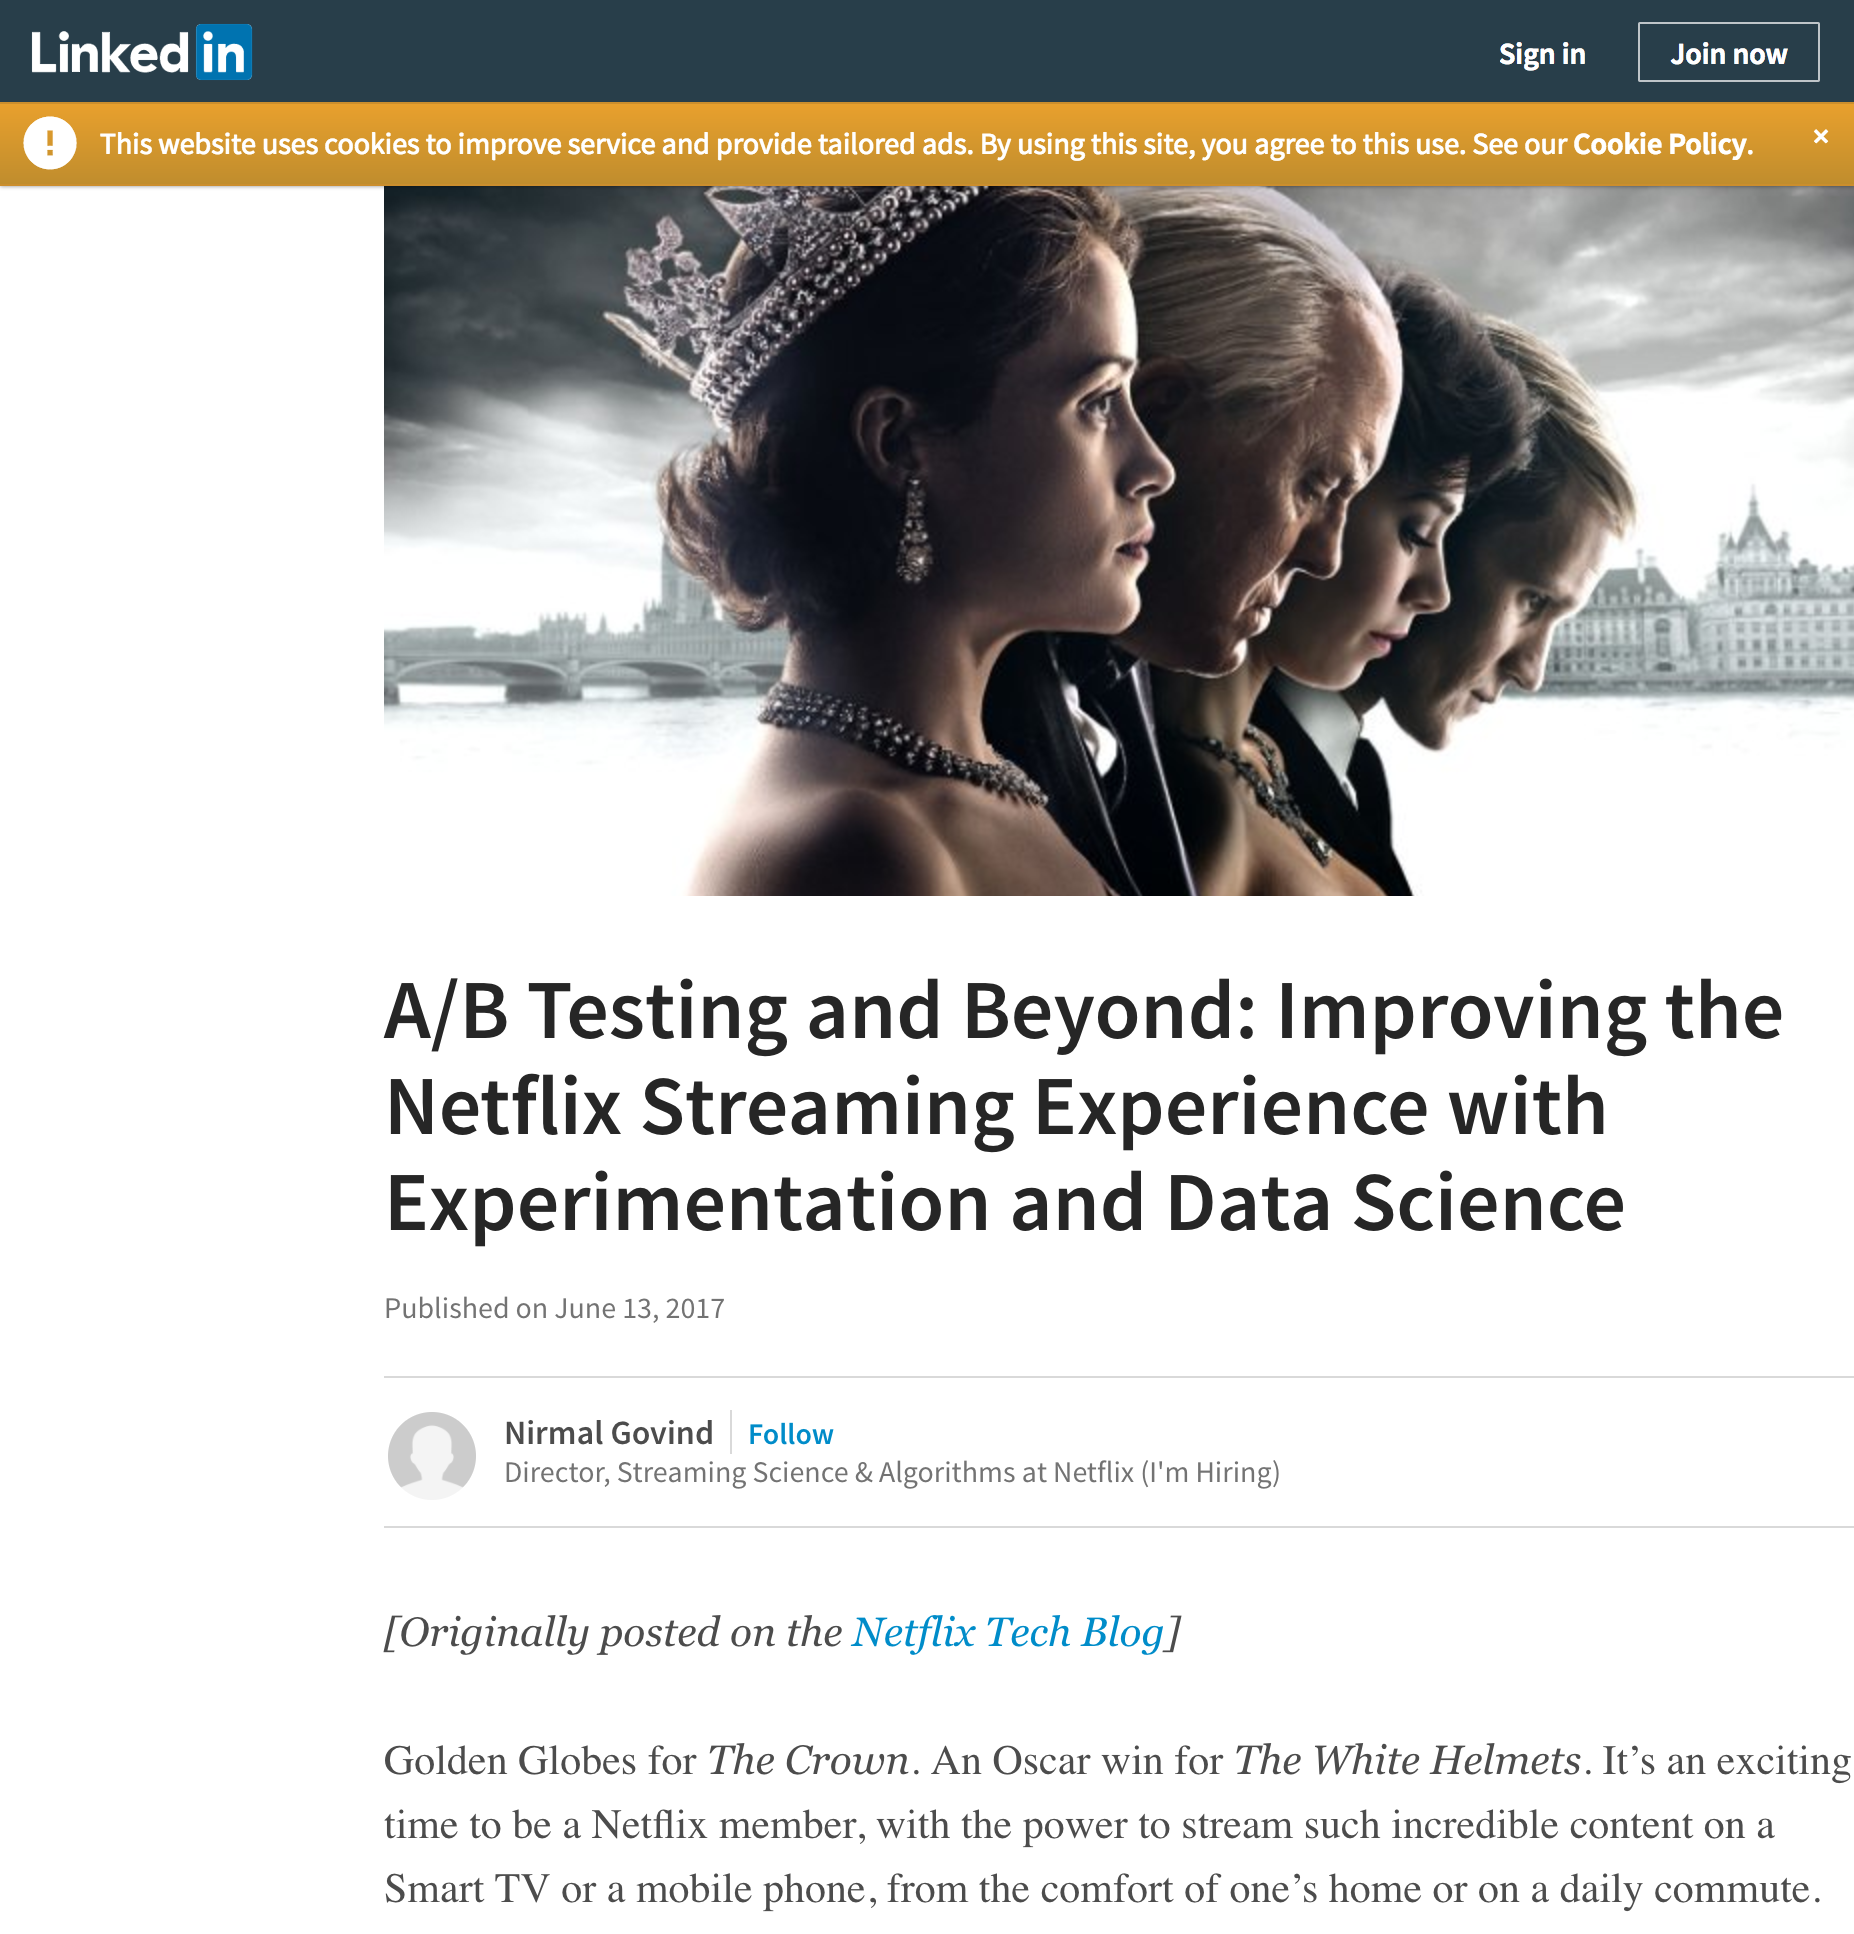 Linked in
Sign in
Join now
! This website uses cookies to improve service and provide tailored ads. By using this site, you agree to this use. See our Cookie Policy. ×
A/B Testing and Beyond: Improving the
Netflix Streaming Experience with
Experimentation and Data Science
Published on June 13, 2017
Nirmal Govind
Follow
Director, Streaming Science & Algorithms at Netflix (I'm Hiring)
[Originally posted on the Netflix Tech Blog]
Golden Globes for The Crown. An Oscar win for The White Helmets. It’s an exciting
time to be a Netflix member, with the power to stream such incredible content on a
Smart TV or a mobile phone, from the comfort of one’s home or on a daily commute.